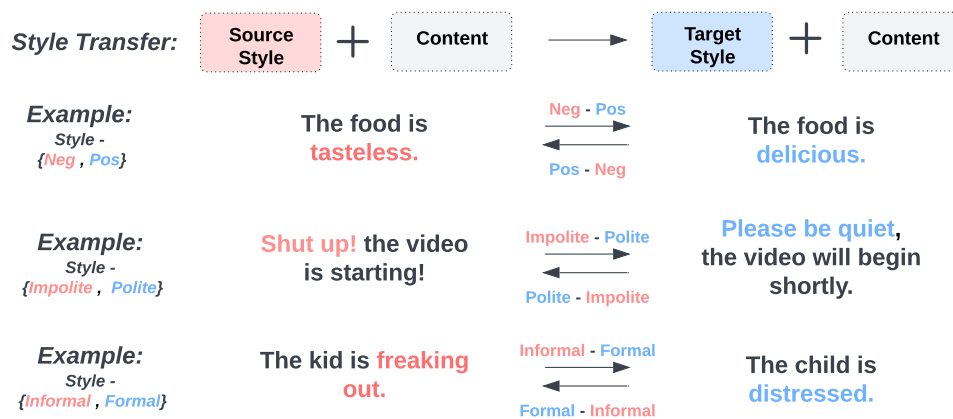 Style Transfer:
Source
Style
+
Content
Target
Style
+
Content
Example:
Style -
{Neg , Pos}
The food is
tasteless.
Neg - Pos
Pos - Neg
The food is
delicious.
Example:
Style -
{Impolite , Polite}
Shut up! the video
is starting!
Impolite - Polite
Polite - Impolite
Please be quiet,
the video will begin
shortly.
Example:
Style -
{Informal , Formal}
The kid is freaking
out.
Informal - Formal
Formal - Informal
The child is
distressed.